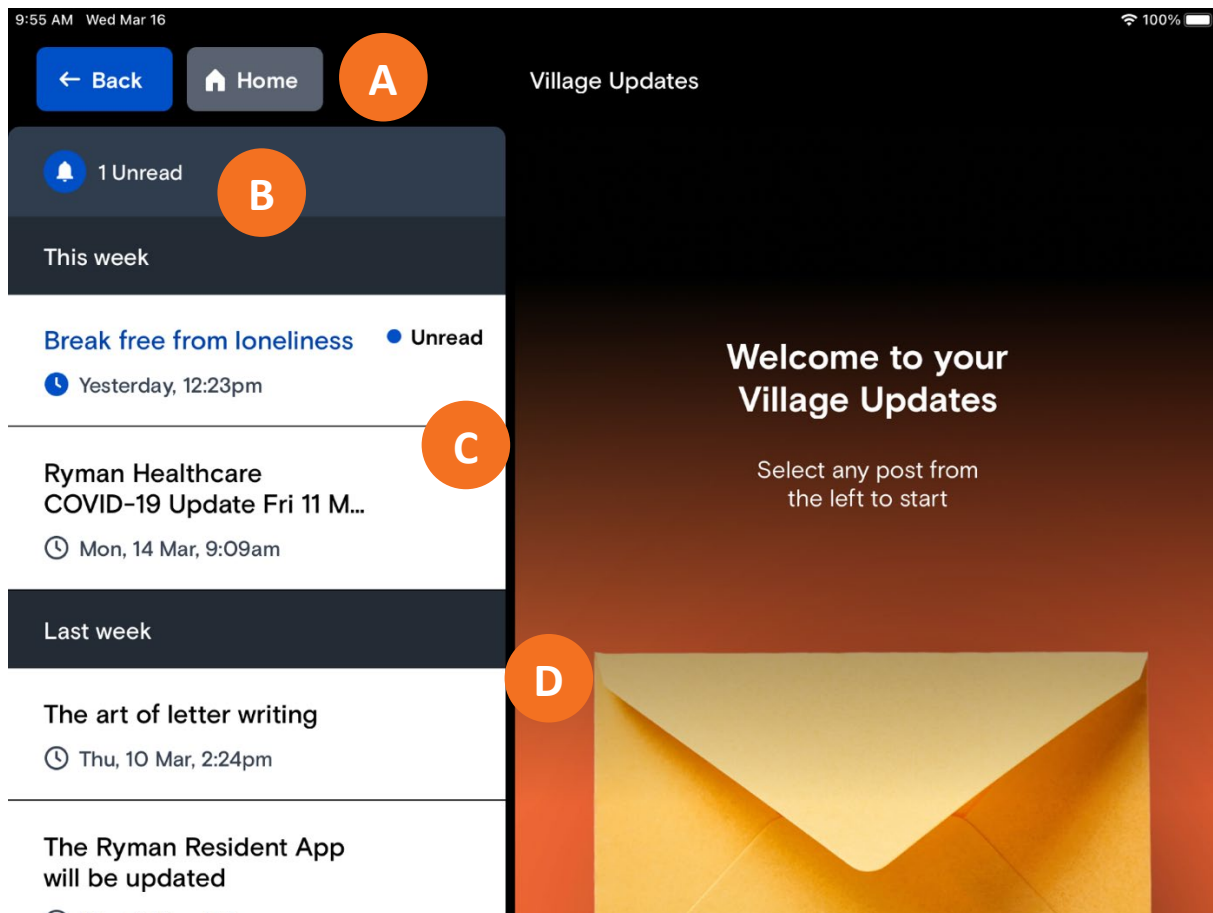 9:55 AM Wed Mar 16
100%
Back
Home
A
Village Updates
1 Unread
B
This week
Break free from loneliness
Unread
Yesterday, 12:23pm
C
Ryman Healthcare
COVID-19 Update Fri 11 M...
Mon, 14 Mar, 9:09am
Last week
The art of letter writing
Thu, 10 Mar, 2:24pm
The Ryman Resident App
will be updated
Welcome to your
Village Updates
Select any post from
the left to start
D